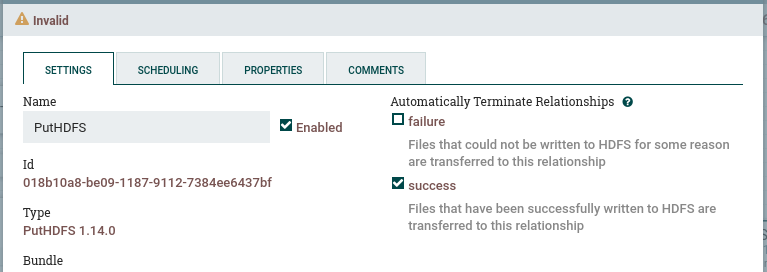 Invalid
SETTINGS
SCHEDULING
PROPERTIES
COMMENTS
Name
PutHDFS
Enabled
Id
018b10a8-be09-1187-9112-7384ee6437bf
Type
PutHDFS 1.14.0
Bundle
Automatically Terminate Relationships
failure
Files that could not be written to HDFS for some reason
are transferred to this relationship
success
Files that have been successfully written to HDFS are
transferred to this relationship